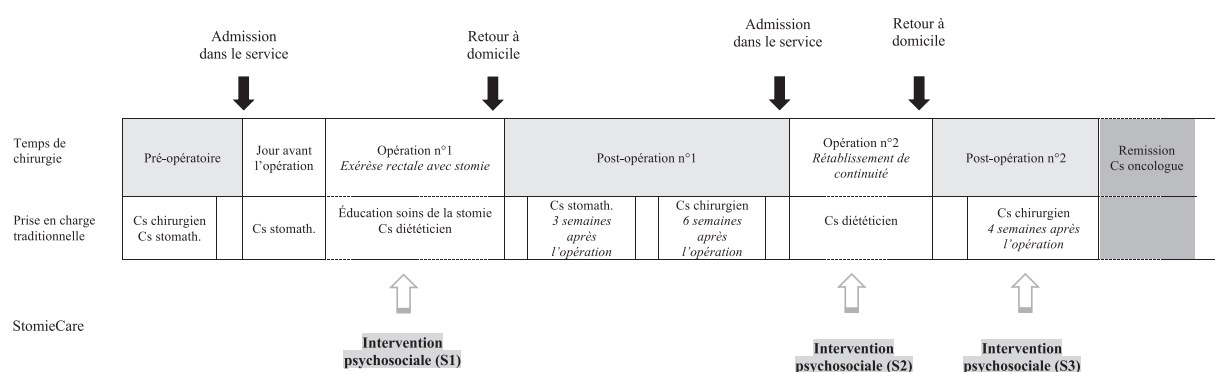 Admission
dans le service
Retour à
domicile
Admission
dans le service
Retour à
domicile
Temps de
chirurgie
Pré-opératoire
Jour avant
l’opération
Opération n°1
Exérèse rectale avec stomie
Post-opération n°1
Opération n°2
Rétablissement de
continuité
Post-opération n°2
Remission
Cs oncologue
Prise en charge
traditionnelle
Cs chirurgien
Cs stomath.
Cs stomath.
Éducation soins de la stomie
Cs diététicien
Cs stomath.
3 semaines
après
l’opération
Cs chirurgien
6 semaines
après
l’opération
Cs diététicien
Cs chirurgien
4 semaines après
l’opération
StomieCare
Intervention
psychosociale (S1)
Intervention
psychosociale (S2)
Intervention
psychosociale (S3)